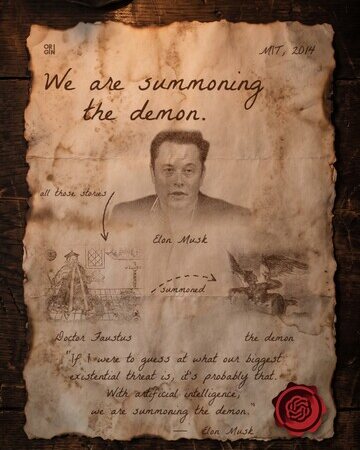 ORI
GIN
MIT, 2014
We are summoning
the demon.
all those stories
Elon Musk
summoned
Doctor Faustus
the demon
"If I were to guess at what our biggest
existential threat is, it's probably that.
With artificial intelligence,
we are summoning the demon."
— Elon Musk